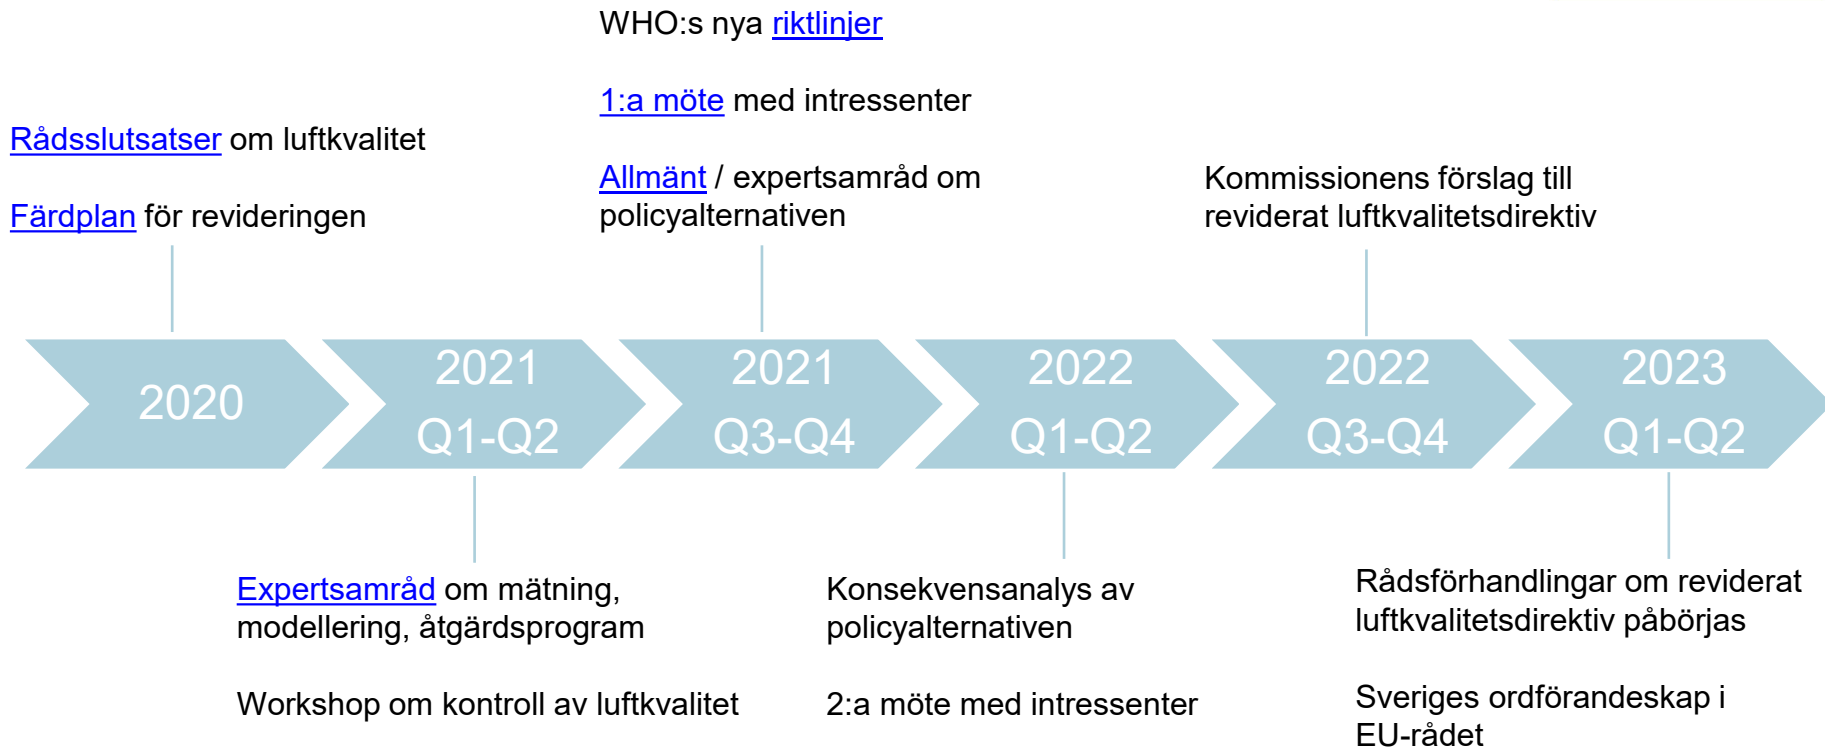 WHO:s nya riktlinjer
1:a möte med intressenter
Rådsslutsatser om luftkvalitet
Allmänt / expertsamråd om
policyalternativen
Färdplan för revideringen
Kommissionens förslag till
reviderat luftkvalitetsdirektiv
2020
2021
Q1-Q2
2021
Q3-Q4
2022
Q1-Q2
2022
Q3-Q4
2023
Q1-Q2
Expertsamråd om mätning,
modellering, åtgärdsprogram
Workshop om kontroll av luftkvalitet
Konsekvensanalys av
policyalternativen
2:a möte med intressenter
Rådsförhandlingar om reviderat
luftkvalitetsdirektiv påbörjas
Sveriges ordförandeskap i
EU-rådet